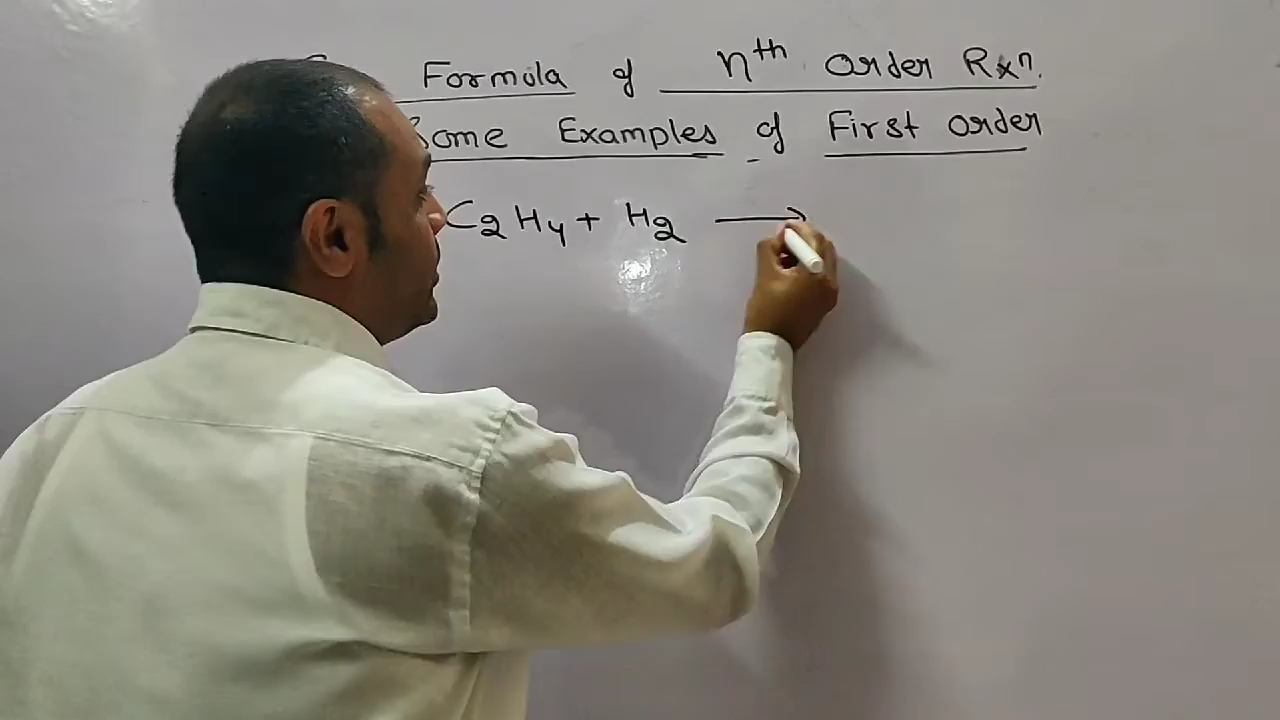 Formula of nth Order Rxn.
Some Examples of First Order
C2H4 + H2 →